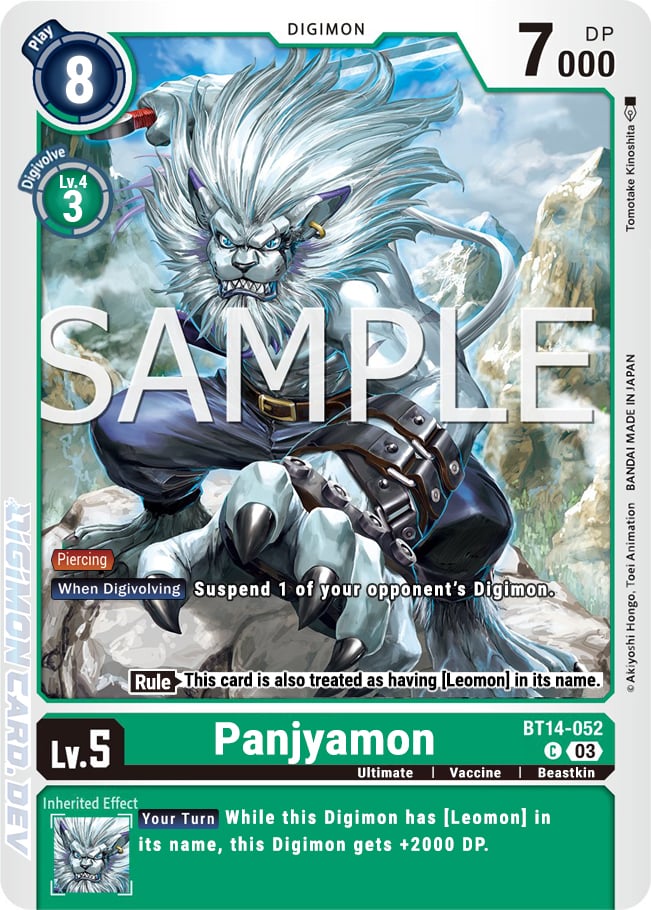 DIGIMON
Play
8
7000
DP
Digivolve
Lv.4
3
Tomotake Kinoshita
SAMPLE
BANDAI MADE IN JAPAN
© Akiyoshi Hongo, Toei Animation
DIGIMONCARD.DEV
Piercing
When Digivolving Suspend 1 of your opponent's Digimon.
Rule This card is also treated as having [Leomon] in its name.
Lv.5
Panjyamon
BT14-052
C 03
Ultimate | Vaccine | Beastkin
Inherited Effect
Your Turn While this Digimon has [Leomon] in
its name, this Digimon gets +2000 DP.